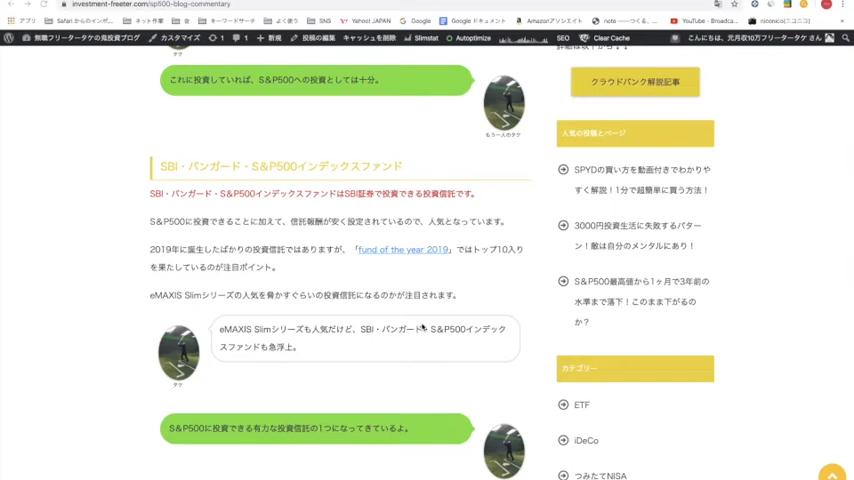 investment-freeter.com/sp500-blog-commentary
アプリ
Safariからのインポ...
ネット作業
会
キーワードサーチ
よく使う
SNS
Yahoo! JAPAN
Google
Google ドキュメント
Amazonアソシエイト
note ――つくる、...
YouTube - Broadca...
niconico(ニコニコ)
無職フリータータケの鬼投資ブログ
カスタマイズ
1
1
新規
投稿の編集
キャッシュを削除
Slimstat
Autoptimize
SEO
Clear Cache
こんにちは、元月収10万フリータータケ さん
これに投資していれば、S＆P500への投資としては十分。
もう一人のタケ
SBI・バンガード・S&P500インデックスファンド
SBI・バンガード・S&P500インデックスファンドはSBI証券で投資できる投資信託です。
S&P500に投資できることに加えて、信託報酬が安く設定されているので、人気となっています。
2019年に誕生したばかりの投資信託ではありますが、「fund of the year 2019」ではトップ10入り
を果たしているのが注目ポイント。
eMAXIS Slimシリーズの人気を脅かすぐらいの投資信託になるのかが注目されます。
eMAXIS Slimシリーズも人気だけど、SBI・バンガード・S＆P500インデック
スファンドも急浮上。
タケ
S＆P500に投資できる有力な投資信託の1つになってきているよ。
クラウドバンク解説記事
人気の投稿とページ
SPYDの買い方を動画付きでわかりや
すく解説！1分で超簡単に買う方法！
3000円投資生活に失敗するパター
ン！敵は自分のメンタルにあり！
S＆P500最高値から1ヶ月で3年前の
水準まで落下！このまま下がるの
か？
カテゴリー
ETF
iDeCo
つみたてNISA